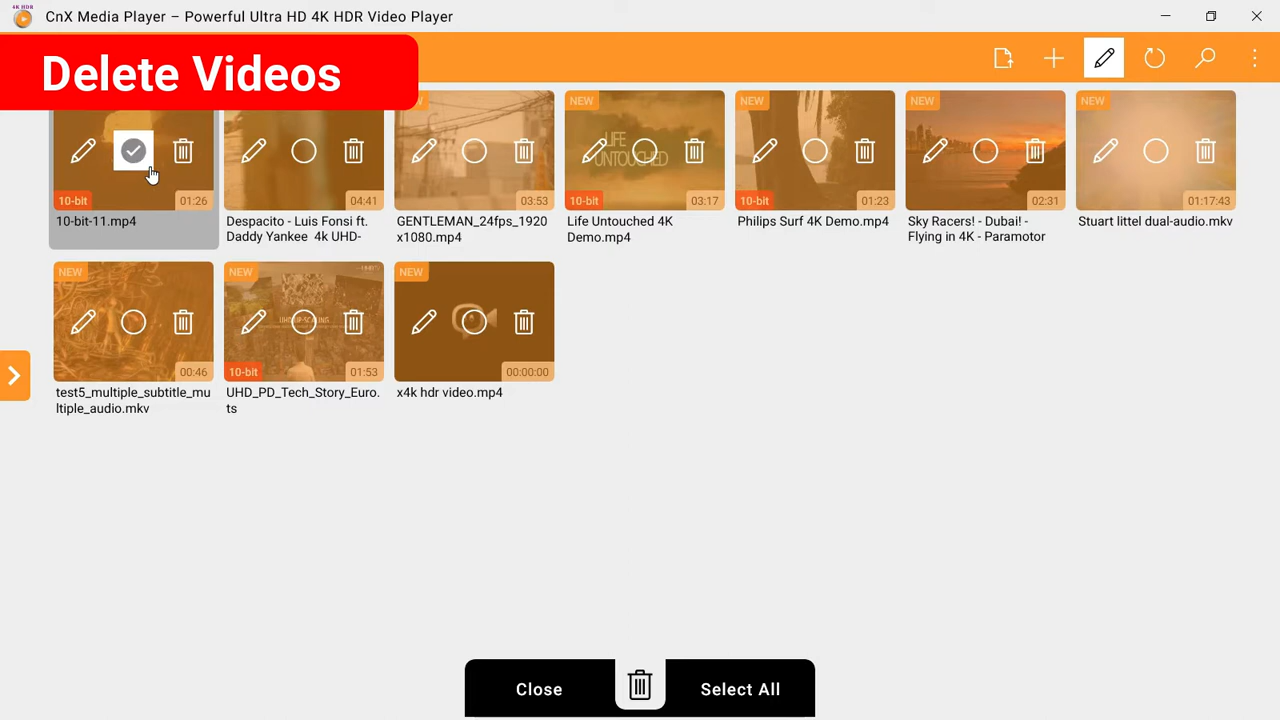 4K HDR
CnX Media Player – Powerful Ultra HD 4K HDR Video Player
Delete Videos
NEW
NEW
NEW
NEW
NEW
LIFE
UNTOUCHED
10-bit
01:26
04:41
03:53
10-bit
03:17
10-bit
01:23
02:31
01:17:43
10-bit-11.mp4
Despacito - Luis Fonsi ft.
Daddy Yankee 4k UHD-
GENTLEMAN_24fps_1920
x1080.mp4
Life Untouched 4K
Demo.mp4
Philips Surf 4K Demo.mp4
Sky Racers! - Dubai! -
Flying in 4K - Paramotor
Stuart littel dual-audio.mkv
NEW
NEW
NEW
UHD UP-SCALING
00:46
10-bit
01:53
00:00:00
test5_multiple_subtitle_mu
ltiple_audio.mkv
UHD_PD_Tech_Story_Euro.
ts
x4k hdr video.mp4
Close
Select All